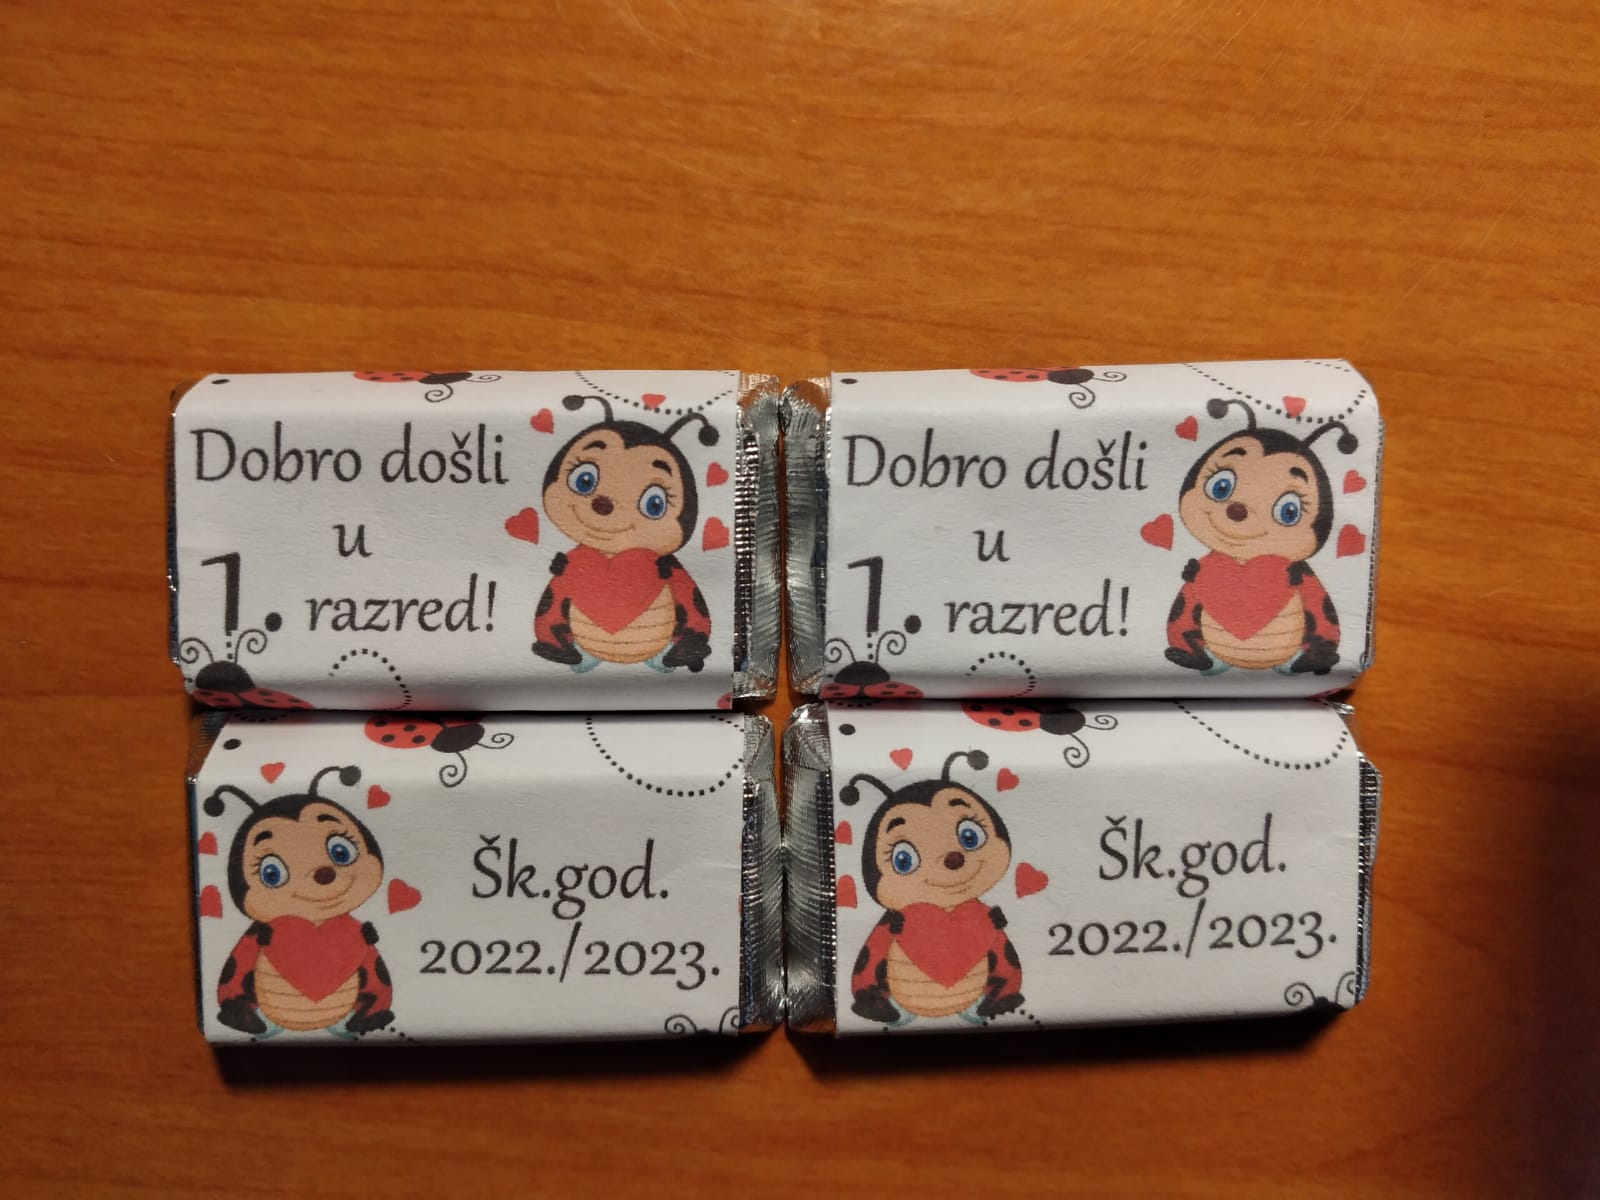 Dobro došli
u
1. razred!
Dobro došli
u
1. razred!
Šk.god.
2022./2023.
Šk.god.
2022./2023.